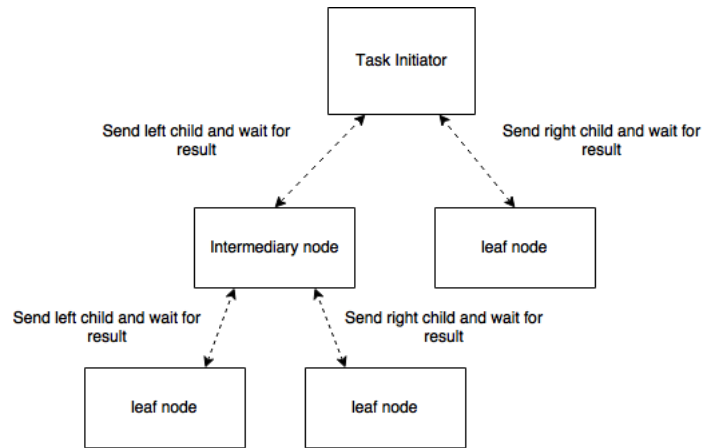 Task Initiator
Send left child and wait for
result
Send right child and wait for
result
Intermediary node
leaf node
Send left child and wait for
result
Send right child and wait for
result
leaf node
leaf node